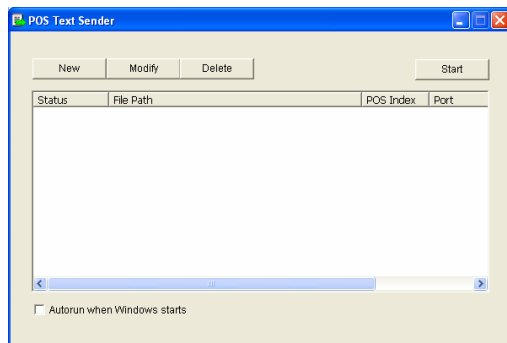 POS Text Sender
New Modify Delete Start
Status File Path POS Index Port
Autorun when Windows starts